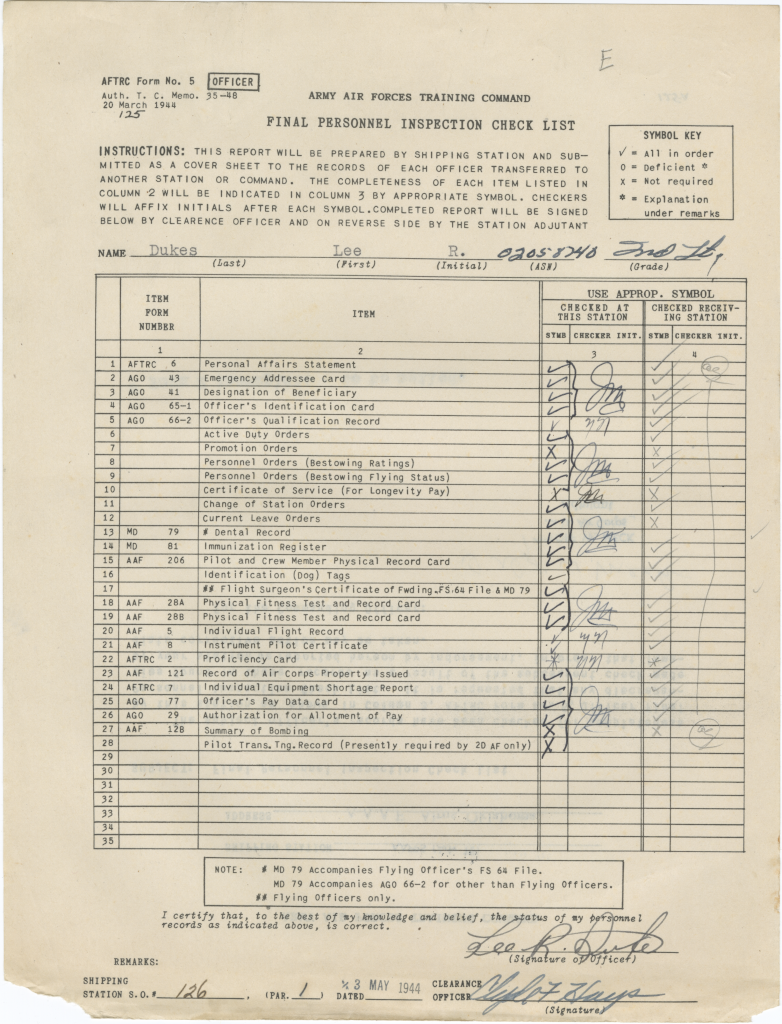 E
AFTRC Form No. 5 OFFICER
Auth. T. C. Memo. 35-48
20 March 1944
125
ARMY AIR FORCES TRAINING COMMAND
FINAL PERSONNEL INSPECTION CHECK LIST
INSTRUCTIONS: THIS REPORT WILL BE PREPARED BY SHIPPING STATION AND SUB-
MITTED AS A COVER SHEET TO THE RECORDS OF EACH OFFICER TRANSFERRED TO
ANOTHER STATION OR COMMAND. THE COMPLETENESS OF EACH ITEM LISTED IN
COLUMN 2 WILL BE INDICATED IN COLUMN 3 BY APPROPRIATE SYMBOL. CHECKERS
WILL AFFIX INITIALS AFTER EACH SYMBOL.COMPLETED REPORT WILL BE SIGNED
BELOW BY CLEARENCE OFFICER AND ON REVERSE SIDE BY THE STATION ADJUTANT
SYMBOL KEY
√ = All in order
O = Deficient *
X = Not required
* = Explanation
under remarks
NAME Dukes Lee R. 02058740 2nd Lt,
(Last) (First) (Initial) (ASN) (Grade)
ITEM FORM NUMBER
ITEM
USE APPROP. SYMBOL
CHECKED AT THIS STATION
CHECKED RECEIV- ING STATION
SYMB CHECKER INIT. SYMB CHECKER INIT.
1 2 3 4
1 AFTRC 6 Personal Affairs Statement √ √
2 AGO 43 Emergency Addressee Card √ √
3 AGO 41 Designation of Beneficiary √ √
4 AGO 65-1 Officer's Identification Card √ √
5 AGO 66-2 Officer's Qualification Record √ √
6 Active Duty Orders √ √
7 Promotion Orders X X
8 Personnel Orders (Bestowing Ratings) √ √
9 Personnel Orders (Bestowing Flying Status) √ √
10 Certificate of Service (For Longevity Pay) X X
11 Change of Station Orders √ √
12 Current Leave Orders √ X
13 MD 79 # Dental Record √
14 MD 81 Immunization Register √ √
15 AAF 206 Pilot and Crew Member Physical Record Card √ √
16 Identification (Dog) Tags √ √
17 ## Flight Surgeon's Certificate of Fwding.FS.64 File & MD 79 √
18 AAF 28A Physical Fitness Test and Record Card √ √
19 AAF 28B Physical Fitness Test and Record Card √ √
20 AAF 5 Individual Flight Record √ √
21 AAF 8 Instrument Pilot Certificate √ √
22 AFTRC 2 Proficiency Card * *
23 AAF 121 Record of Air Corps Property Issued √ √
24 AFTRC 7 Individual Equipment Shortage Report √ √
25 AGO 77 Officer's Pay Data Card √ √
26 AGO 29 Authorization for Allotment of Pay √ √
27 AAF 12B Summary of Bombing X X
28 Pilot Trans.Tng.Record (Presently required by 2D AF only) X
29
30
31
32
33
34
35
NOTE: # MD 79 Accompanies Flying Officer's FS 64 File.
MD 79 Accompanies AGO 66-2 for other than Flying Officers.
## Flying Officers only.
I certify that, to the best of my knowledge and belief, the status of my personnel
records as indicated above, is correct.
Lee R. Dukes
(Signature of Officer)
REMARKS:
SHIPPING
STATION S.O.# 126, (PAR. 1) DATED 23 MAY 1944 CLEARANCE OFFICER Hays
(Signature)